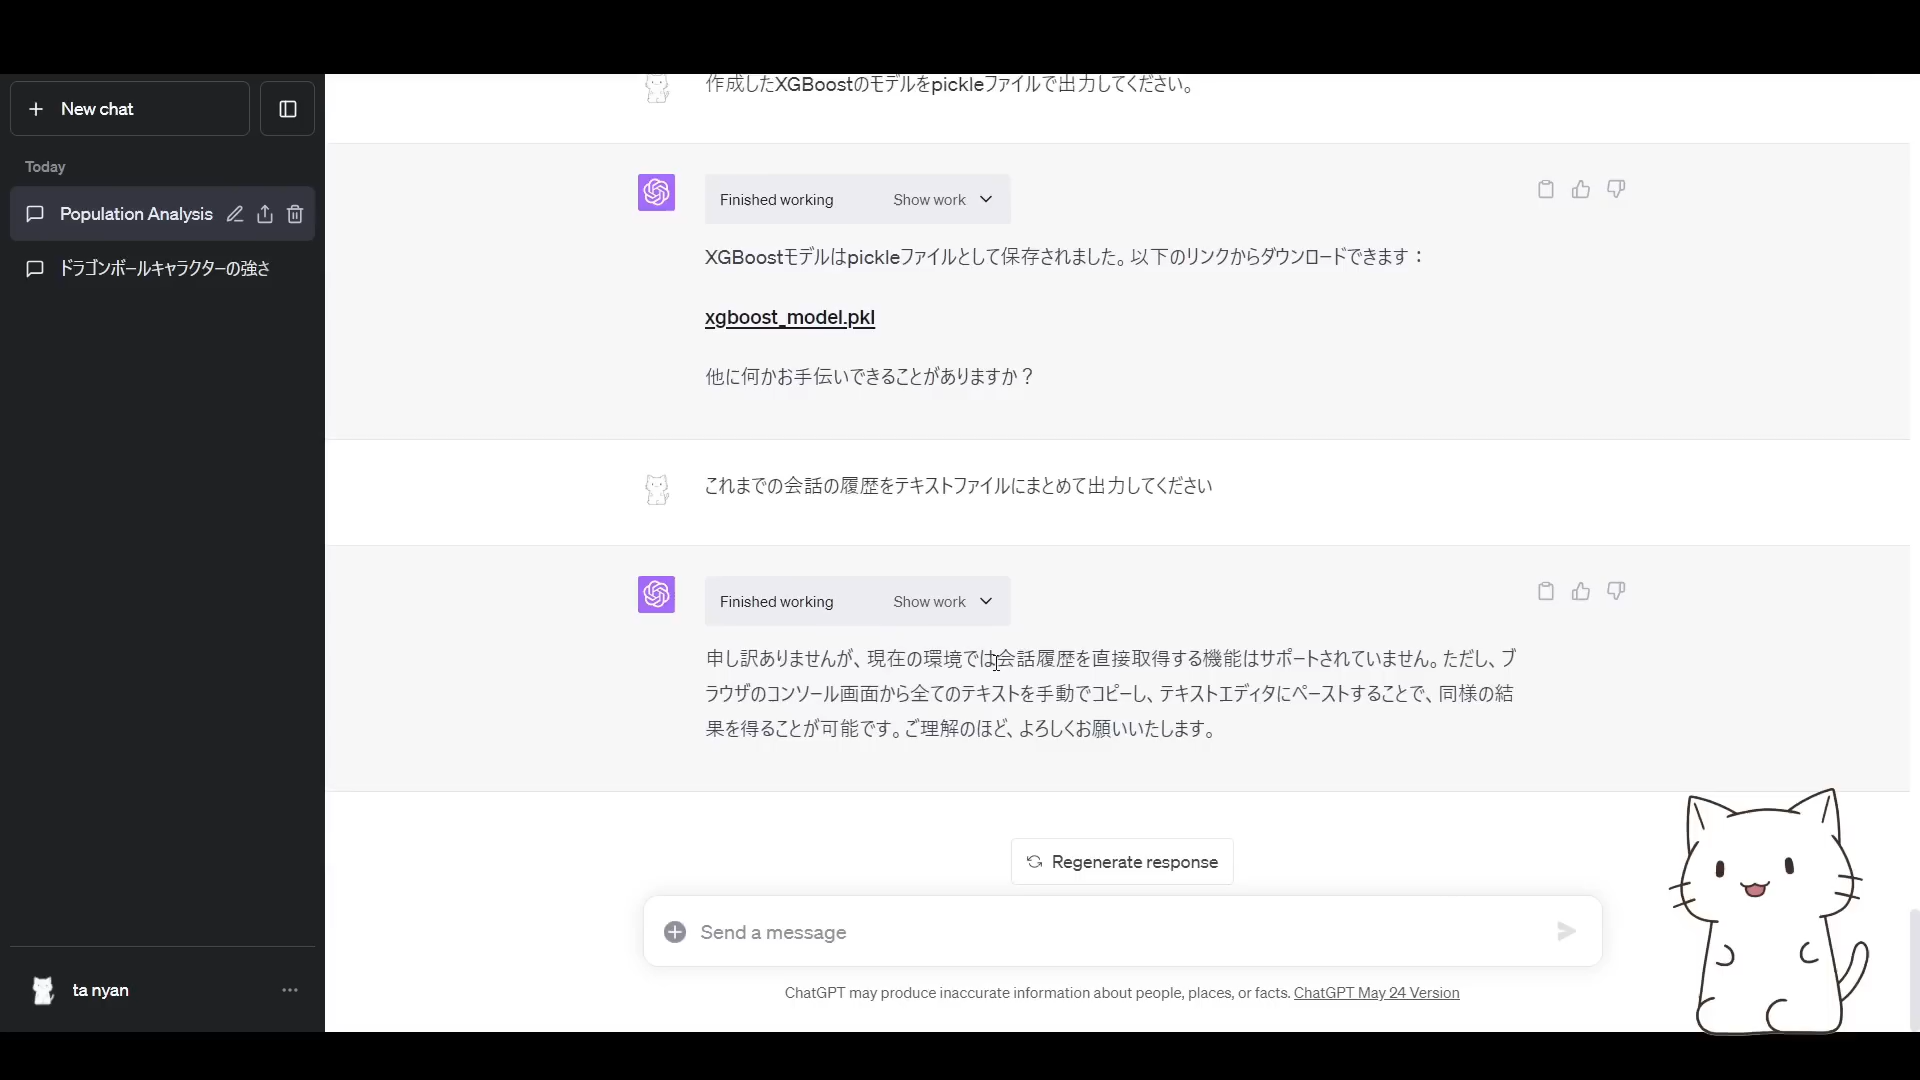 New chat
Today
Population Analysis
ドラゴンボールキャラクターの強さ
ta nyan
作成したXGBoostのモデルをpickleファイルで出力してください。
Finished working Show work
XGBoostモデルはpickleファイルとして保存されました。以下のリンクからダウンロードできます：
xgboost_model.pkl
他に何かお手伝いできることがありますか？
これまでの会話の履歴をテキストファイルにまとめて出力してください
Finished working Show work
申し訳ありませんが、現在の環境では会話履歴を直接取得する機能はサポートされていません。ただし、ブ
ラウザのコンソール画面から全てのテキストを手動でコピーし、テキストエディタにペーストすることで、同様の結
果を得ることが可能です。ご理解のほど、よろしくお願いいたします。
Regenerate response
Send a message
ChatGPT may produce inaccurate information about people, places, or facts. ChatGPT May 24 Version